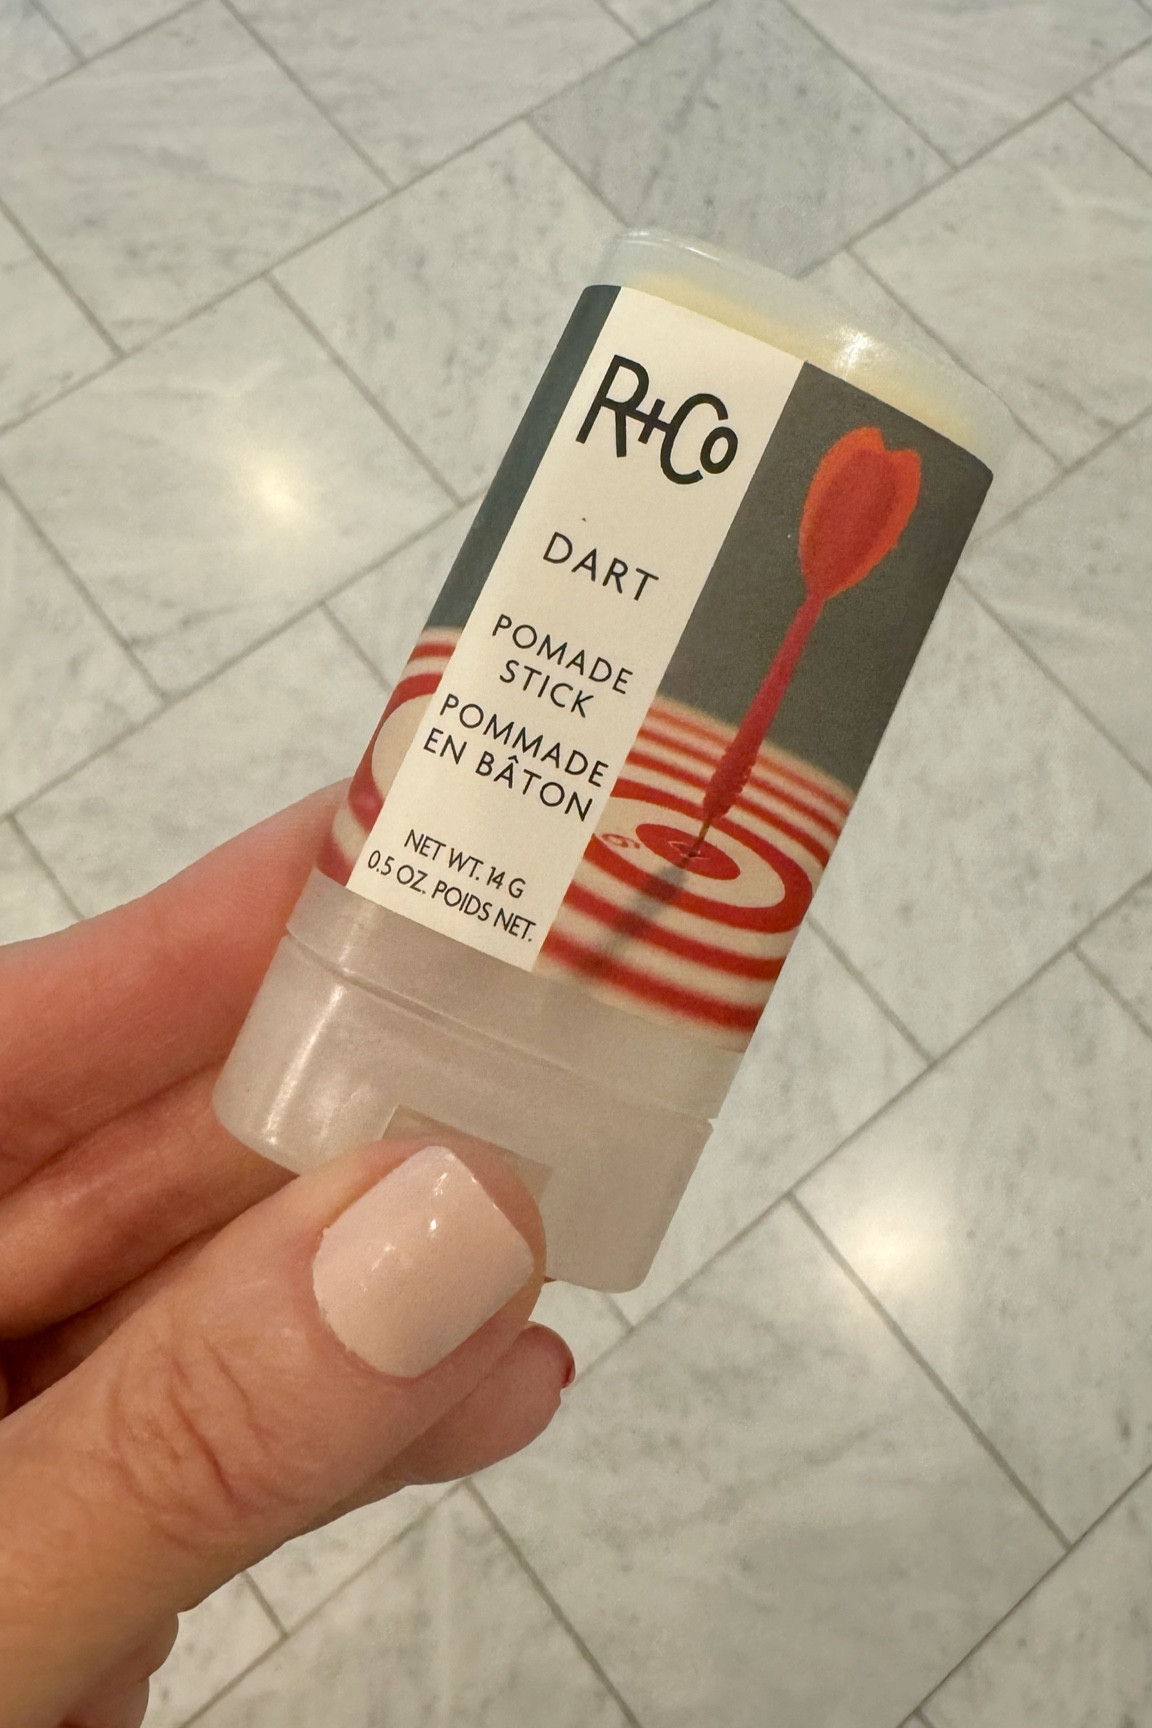 R+Co
DART
POMADE
STICK
POMMADE
EN BÂTON
NET WT. 14 G
0.5 OZ. POIDS NET.